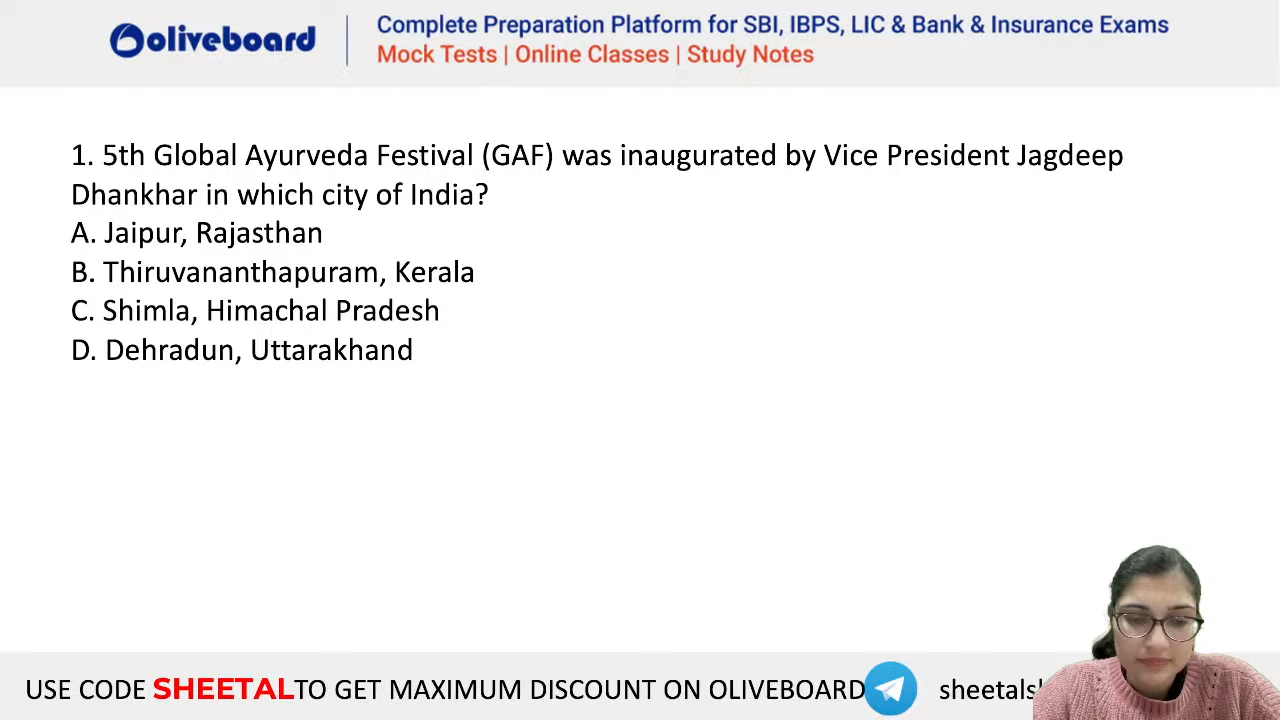 oliveboard
Complete Preparation Platform for SBI, IBPS, LIC & Bank & Insurance Exams
Mock Tests | Online Classes | Study Notes
1. 5th Global Ayurveda Festival (GAF) was inaugurated by Vice President Jagdeep
Dhankhar in which city of India?
A. Jaipur, Rajasthan
B. Thiruvananthapuram, Kerala
C. Shimla, Himachal Pradesh
D. Dehradun, Uttarakhand
USE CODE SHEETALTO GET MAXIMUM DISCOUNT ON OLIVEBOARD